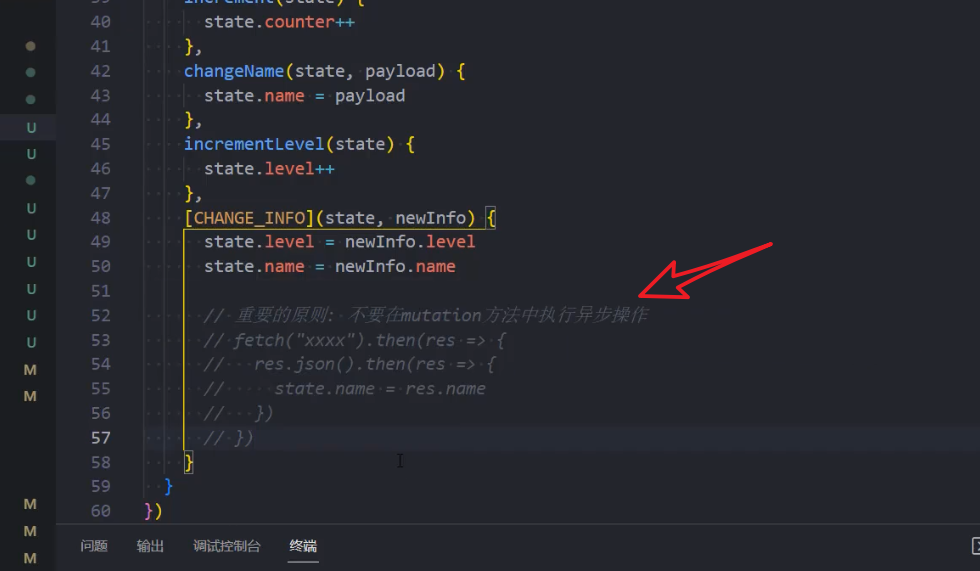 40 state.counter++
41 },
42 changeName(state, payload) {
43 state.name = payload
44 },
45 incrementLevel(state) {
46 state.level++
47 },
48 [CHANGE_INFO](state, newInfo) {
49 state.level = newInfo.level
50 state.name = newInfo.name
51
52 // 重要的原则: 不要在mutation方法中执行异步操作
53 // fetch("xxxx").then(res => {
54 //   res.json().then(res => {
55 //     state.name = res.name
56 //   })
57 // })
58 }
59 }
60 })
U
U
U
U
U
U
U
U
M
M
M
M
M
问题 输出 调试控制台 终端